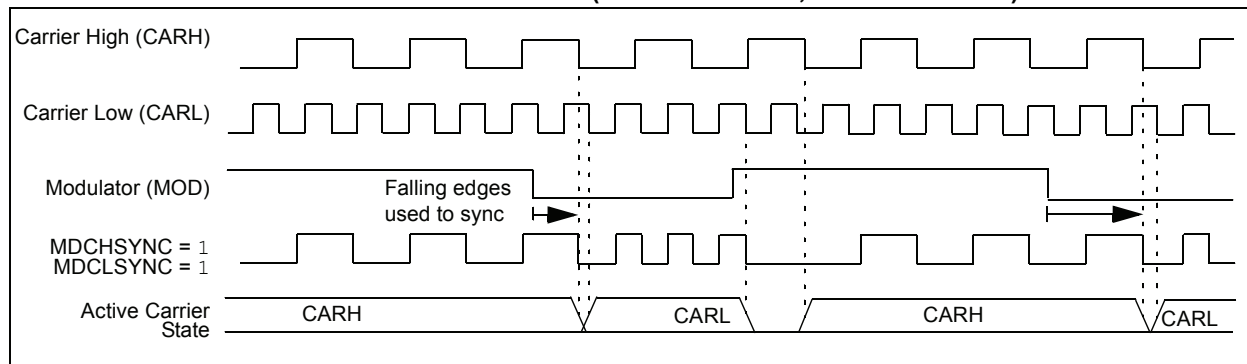 Carrier High (CARH)
Carrier Low (CARL)
Modulator (MOD)
Falling edges
used to sync
MDCHSYNC = 1
MDCLSYNC = 1
Active Carrier
State
CARH
CARL
CARH
CARL